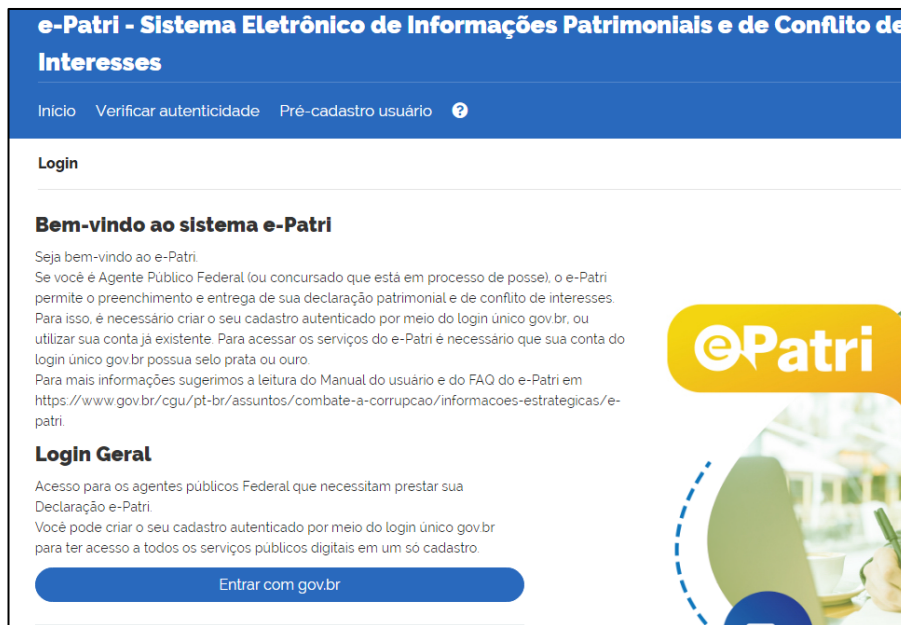 e-Patri - Sistema Eletrônico de Informações Patrimoniais e de Conflito de
Interesses
Início Verificar autenticidade Pré-cadastro usuário ?
Login
Bem-vindo ao sistema e-Patri
Seja bem-vindo ao e-Patri.
Se você é Agente Público Federal (ou concursado que está em processo de posse), o e-Patri
permite o preenchimento e entrega de sua declaração patrimonial e de conflito de interesses.
Para isso, é necessário criar o seu cadastro autenticado por meio do login único gov.br, ou
utilizar sua conta já existente. Para acessar os serviços do e-Patri é necessário que sua conta do
login único gov.br possua selo prata ou ouro.
Para mais informações sugerimos a leitura do Manual do usuário e do FAQ do e-Patri em
https://www.gov.br/cgu/pt-br/assuntos/combate-a-corrupcao/informacoes-estrategicas/e-
patri.
ePatri
Login Geral
Acesso para os agentes públicos Federal que necessitam prestar sua
Declaração e-Patri.
Você pode criar o seu cadastro autenticado por meio do login único gov.br
para ter acesso a todos os serviços públicos digitais em um só cadastro.
Entrar com gov.br